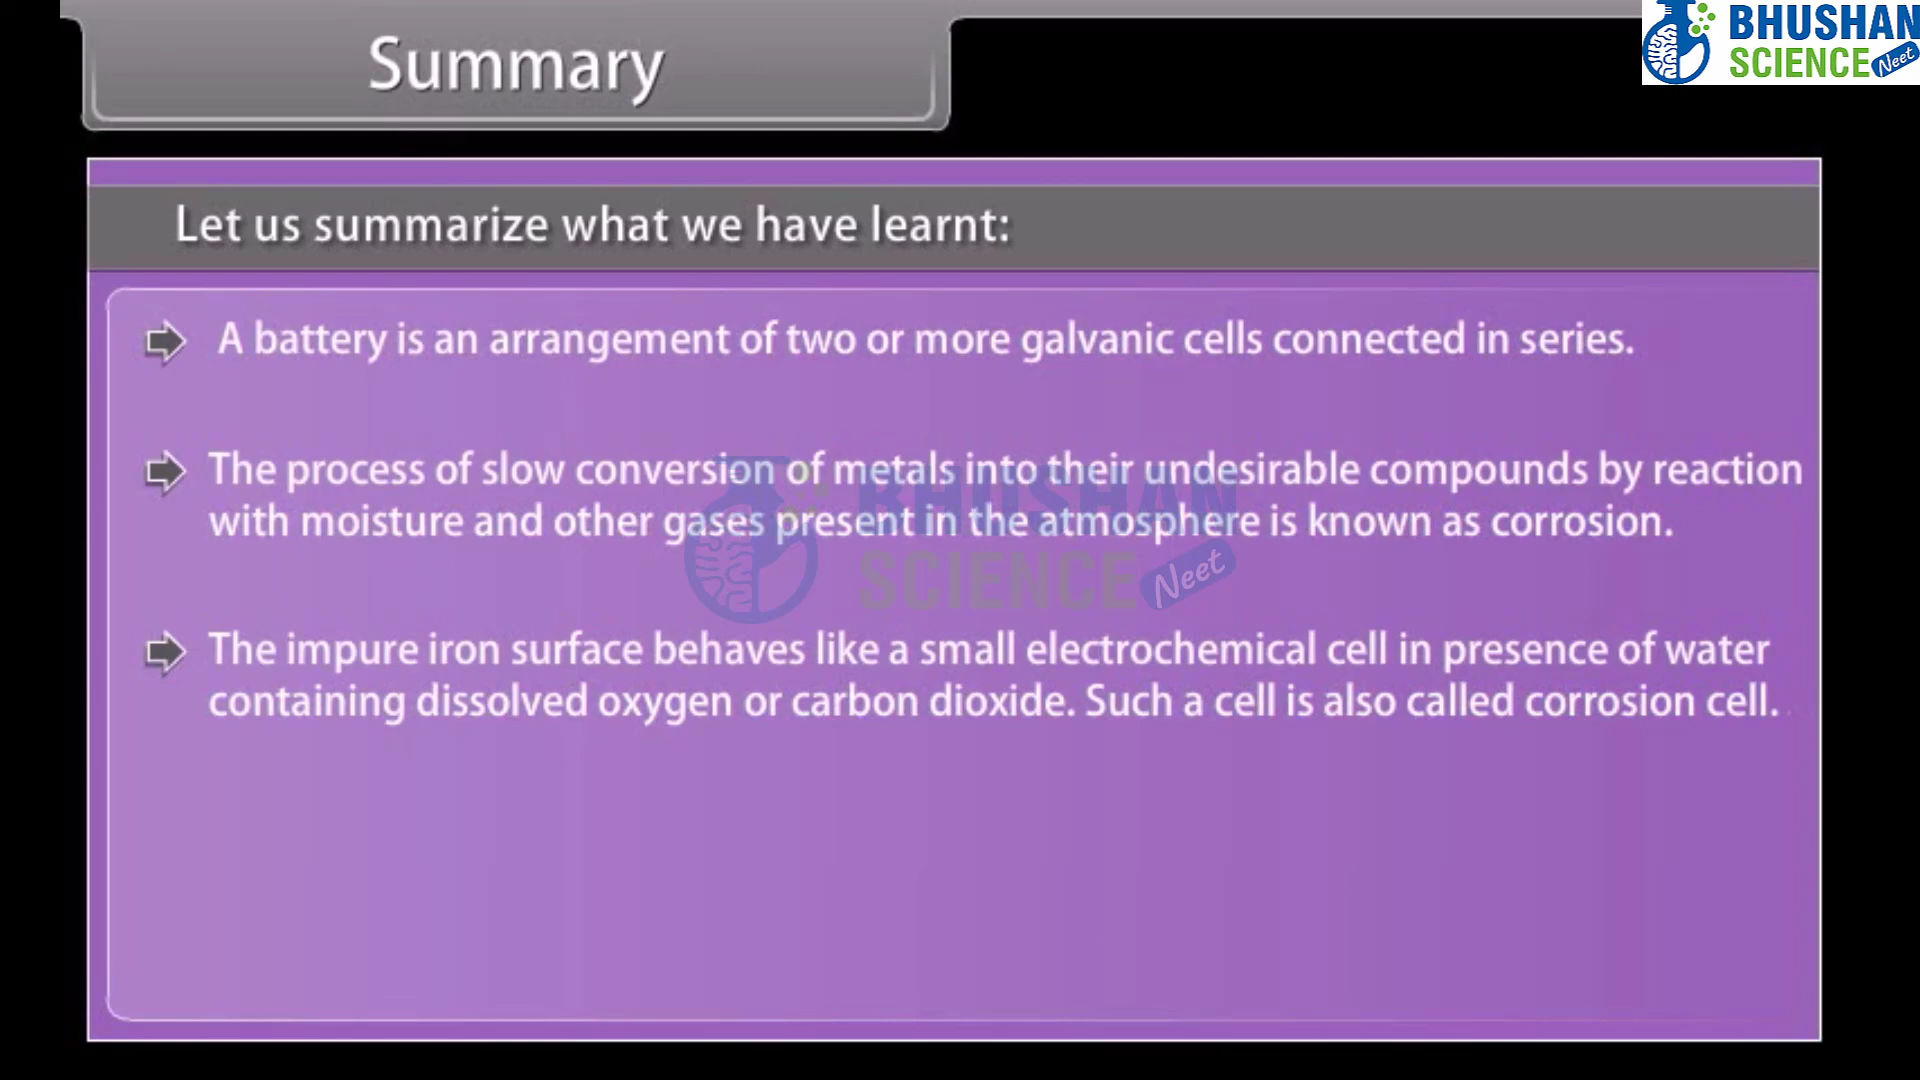 Summary
BHUSHAN
SCIENCE Neet
Let us summarize what we have learnt:
A battery is an arrangement of two or more galvanic cells connected in series.
The process of slow conversion of metals into their undesirable compounds by reaction
with moisture and other gases present in the atmosphere is known as corrosion.
BHUSHAN
SCIENCE Neet
The impure iron surface behaves like a small electrochemical cell in presence of water
containing dissolved oxygen or carbon dioxide. Such a cell is also called corrosion cell.